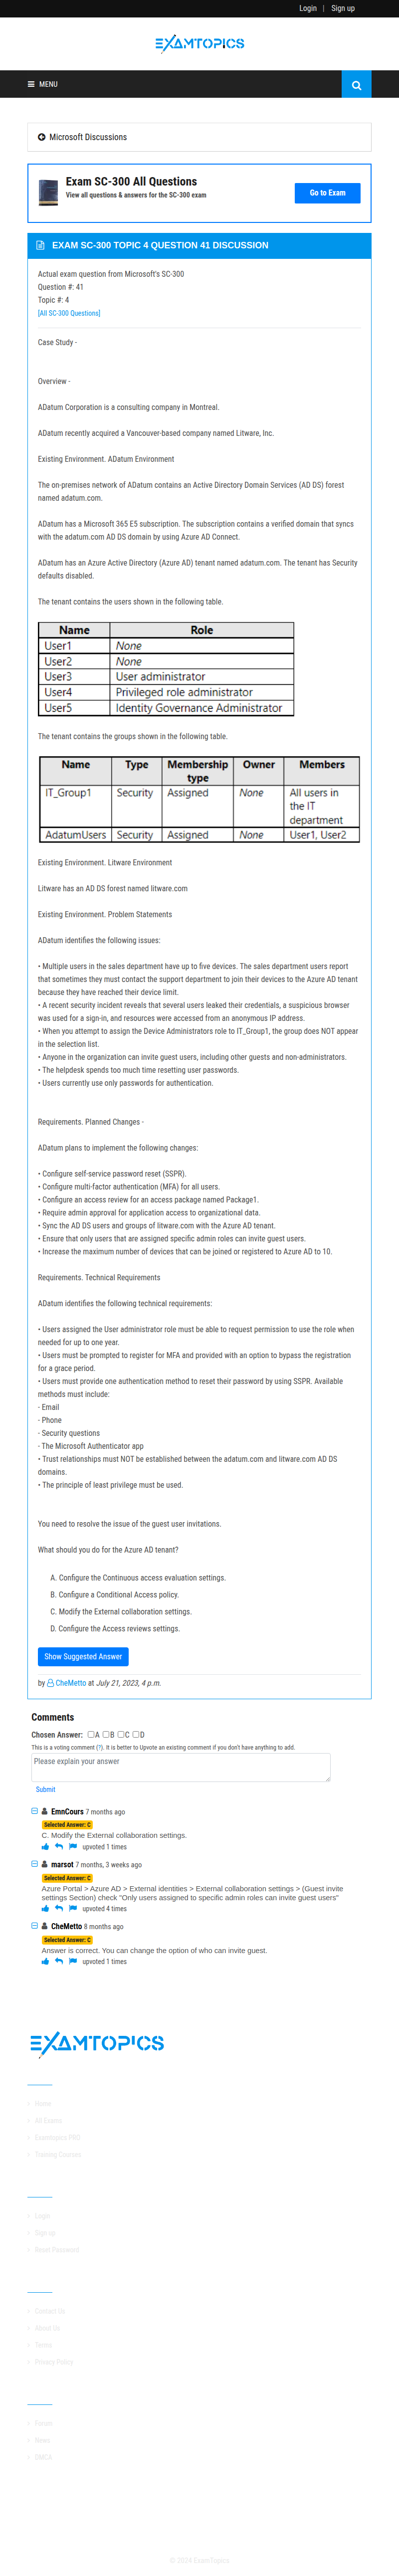 Login | Sign up
EXAMTOPICS
MENU
Microsoft Discussions
Exam SC-300 All Questions
View all questions & answers for the SC-300 exam
Go to Exam
EXAM SC-300 TOPIC 4 QUESTION 41 DISCUSSION
Actual exam question from Microsoft's SC-300
Question #: 41
Topic #: 4
[All SC-300 Questions]
Case Study -
Overview -
ADatum Corporation is a consulting company in Montreal.
ADatum recently acquired a Vancouver-based company named Litware, Inc.
Existing Environment. ADatum Environment
The on-premises network of ADatum contains an Active Directory Domain Services (AD DS) forest
named adatum.com.
ADatum has a Microsoft 365 E5 subscription. The subscription contains a verified domain that syncs
with the adatum.com AD DS domain by using Azure AD Connect.
ADatum has an Azure Active Directory (Azure AD) tenant named adatum.com. The tenant has Security
defaults disabled.
The tenant contains the users shown in the following table.
Name Role
User1 None
User2 None
User3 User administrator
User4 Privileged role administrator
User5 Identity Governance Administrator
The tenant contains the groups shown in the following table.
Name Type Membership type Owner Members
IT_Group1 Security Assigned None All users in the IT department
AdatumUsers Security Assigned None User1, User2
Existing Environment. Litware Environment
Litware has an AD DS forest named litware.com
Existing Environment. Problem Statements
ADatum identifies the following issues:
• Multiple users in the sales department have up to five devices. The sales department users report
that sometimes they must contact the support department to join their devices to the Azure AD tenant
because they have reached their device limit.
• A recent security incident reveals that several users leaked their credentials, a suspicious browser
was used for a sign-in, and resources were accessed from an anonymous IP address.
• When you attempt to assign the Device Administrators role to IT_Group1, the group does NOT appear
in the selection list.
• Anyone in the organization can invite guest users, including other guests and non-administrators.
• The helpdesk spends too much time resetting user passwords.
• Users currently use only passwords for authentication.
Requirements. Planned Changes -
ADatum plans to implement the following changes:
• Configure self-service password reset (SSPR).
• Configure multi-factor authentication (MFA) for all users.
• Configure an access review for an access package named Package1.
• Require admin approval for application access to organizational data.
• Sync the AD DS users and groups of litware.com with the Azure AD tenant.
• Ensure that only users that are assigned specific admin roles can invite guest users.
• Increase the maximum number of devices that can be joined or registered to Azure AD to 10.
Requirements. Technical Requirements
ADatum identifies the following technical requirements:
• Users assigned the User administrator role must be able to request permission to use the role when
needed for up to one year.
• Users must be prompted to register for MFA and provided with an option to bypass the registration
for a grace period.
• Users must provide one authentication method to reset their password by using SSPR. Available
methods must include:
- Email
- Phone
- Security questions
- The Microsoft Authenticator app
• Trust relationships must NOT be established between the adatum.com and litware.com AD DS
domains.
• The principle of least privilege must be used.
You need to resolve the issue of the guest user invitations.
What should you do for the Azure AD tenant?
A. Configure the Continuous access evaluation settings.
B. Configure a Conditional Access policy.
C. Modify the External collaboration settings.
D. Configure the Access reviews settings.
Show Suggested Answer
by CheMetto at July 21, 2023, 4 p.m.
Comments
Chosen Answer: A B C D
This is a voting comment (?). It is better to Upvote an existing comment if you don't have anything to add.
Please explain your answer
Submit
EmnCours 7 months ago
Selected Answer: C
C. Modify the External collaboration settings.
upvoted 1 times
marsot 7 months, 3 weeks ago
Selected Answer: C
Azure Portal > Azure AD > External identities > External collaboration settings > (Guest invite
settings Section) check "Only users assigned to specific admin roles can invite guest users"
upvoted 4 times
CheMetto 8 months ago
Selected Answer: C
Answer is correct. You can change the option of who can invite guest.
upvoted 1 times
EXAMTOPICS
Home
All Exams
Examtopics PRO
Training Courses
Login
Sign up
Reset Password
Contact Us
About Us
Terms
Privacy Policy
Forum
News
DMCA
© 2024 ExamTopics